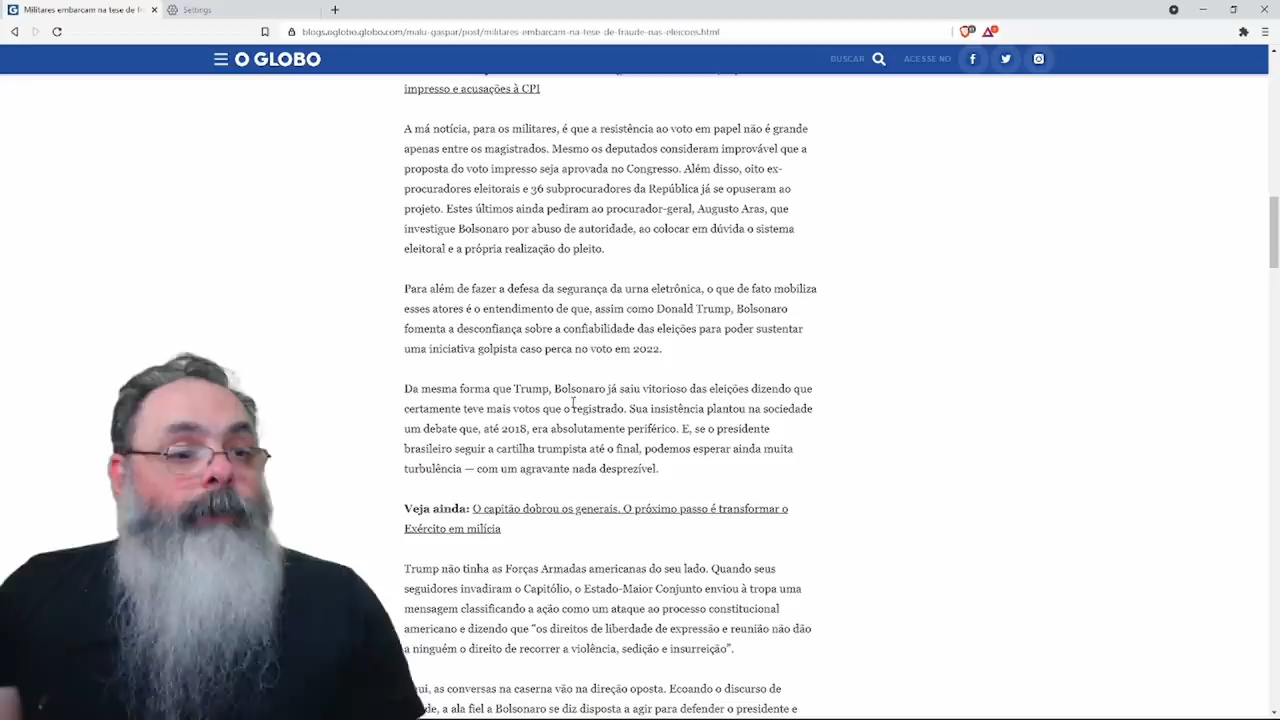 Militares embarcam na tese de fr
Settings
blogs.oglobo.globo.com/malu-gaspar/post/militares-embarcam-na-tese-de-fraude-nas-eleicoes.html
O GLOBO
BUSCAR
ACESSE NO
impresso e acusações à CPI
A má notícia, para os militares, é que a resistência ao voto em papel não é grande
apenas entre os magistrados. Mesmo os deputados consideram improvável que a
proposta do voto impresso seja aprovada no Congresso. Além disso, oito ex-
procuradores eleitorais e 36 subprocuradores da República já se opuseram ao
projeto. Estes últimos ainda pediram ao procurador-geral, Augusto Aras, que
investigue Bolsonaro por abuso de autoridade, ao colocar em dúvida o sistema
eleitoral e a própria realização do pleito.
Para além de fazer a defesa da segurança da urna eletrônica, o que de fato mobiliza
esses atores é o entendimento de que, assim como Donald Trump, Bolsonaro
fomenta a desconfiança sobre a confiabilidade das eleições para poder sustentar
uma iniciativa golpista caso perca no voto em 2022.
Da mesma forma que Trump, Bolsonaro já saiu vitorioso das eleições dizendo que
certamente teve mais votos que o registrado. Sua insistência plantou na sociedade
um debate que, até 2018, era absolutamente periférico. E, se o presidente
brasileiro seguir a cartilha trumpista até o final, podemos esperar ainda muita
turbulência — com um agravante nada desprezível.
Veja ainda: O capitão dobrou os generais. O próximo passo é transformar o
Exército em milícia
Trump não tinha as Forças Armadas americanas do seu lado. Quando seus
seguidores invadiram o Capitólio, o Estado-Maior Conjunto enviou à tropa uma
mensagem classificando a ação como um ataque ao processo constitucional
americano e dizendo que “os direitos de liberdade de expressão e reunião não dão
a ninguém o direito de recorrer a violência, sedição e insurreição”.
as conversas na caserna vão na direção oposta. Ecoando o discurso de
a ala fiel a Bolsonaro se diz disposta a agir para defender o presidente e